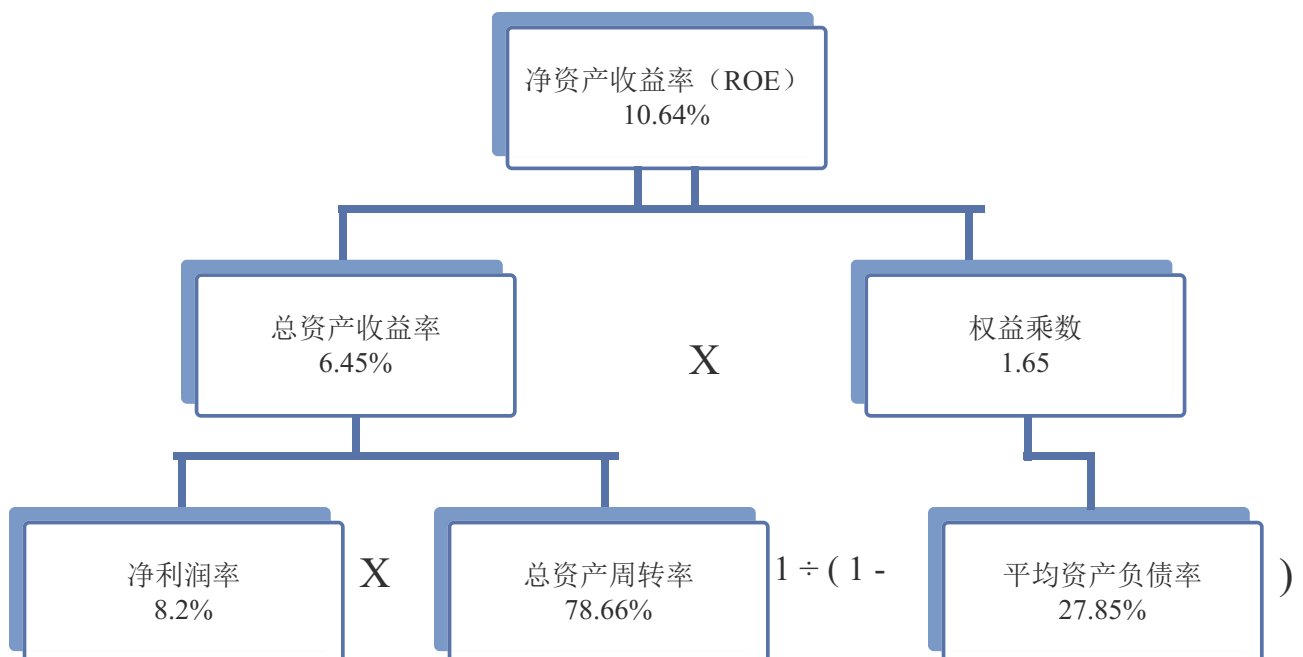 净资产收益率（ROE）
10.64%
总资产收益率
6.45%
X
权益乘数
1.65
净利润率
8.2%
X
总资产周转率
78.66%
1 ÷ ( 1 -
平均资产负债率
27.85%
)